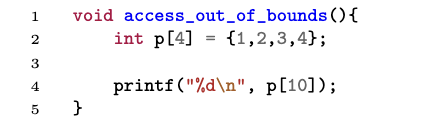 1 void access_out_of_bounds(){
2     int p[4] = {1,2,3,4};
3
4     printf("%d\n", p[10]);
5 }